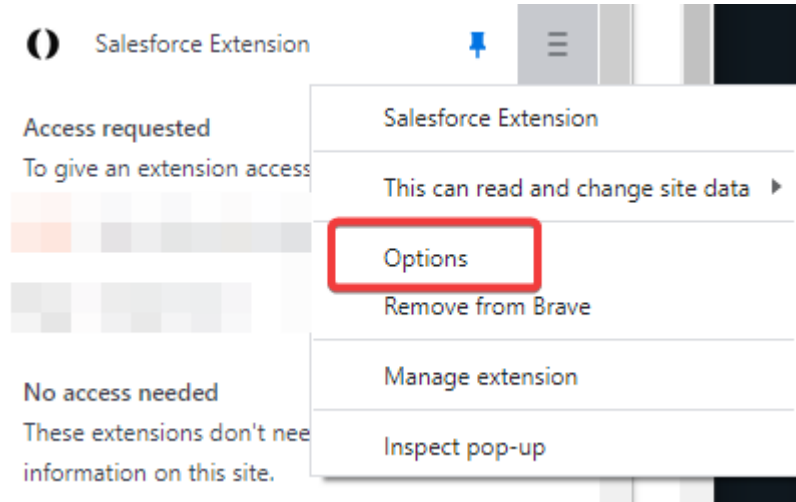 Salesforce Extension
Access requested
To give an extension access
No access needed
These extensions don't nee
information on this site.
Salesforce Extension
This can read and change site data
Options
Remove from Brave
Manage extension
Inspect pop-up